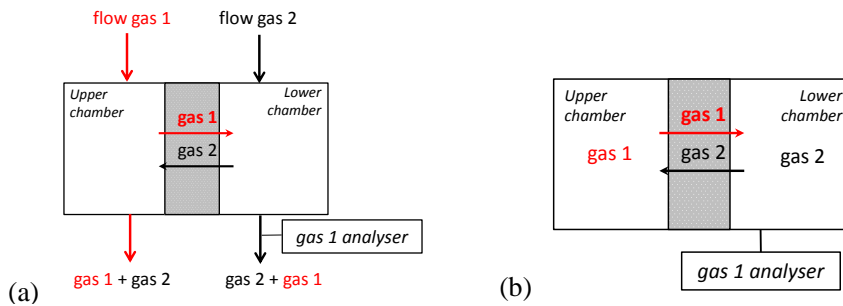 flow gas 1
flow gas 2
Upper
chamber
Lower
chamber
gas 1
gas 2
gas 1 analyser
gas 1 + gas 2
gas 2 + gas 1
(a)
Upper
chamber
Lower
chamber
gas 1
gas 1
gas 2
gas 2
gas 1 analyser
(b)